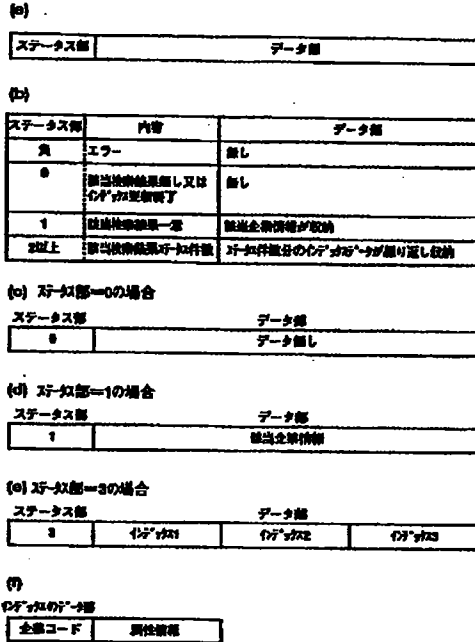 (a)
ステータス部 データ部
(b)
ステータス部 内容 データ部
負 エラー 無し
0 該当検索結果無し又は 無し
インデックス更新終了
1 該当検索結果一意 該当企業情報が収納
2以上 該当検索結果ステータス件数 ステータス件数分のインデックスデータが繰り返し収納
(c) ステータス部=0の場合
ステータス部 データ部
0 データ無し
(d) ステータス部=1の場合
ステータス部 データ部
1 該当企業情報
(e) ステータス部=3の場合
ステータス部 データ部
3 インデックス1 インデックス2 インデックス3
(f)
インデックスのデータ部
企業コード 属性情報